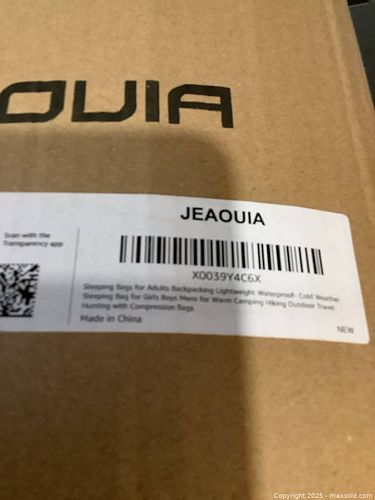 OUIA
JEAOUIA
Scan with the
Transparency app
X0039Y4C6X
Sleeping Bags for Adults Backpacking Lightweight Waterproof- Cold Weather
Sleeping Bag for Girls Boys Mens for Warm Camping Hiking Outdoor Travel
Hunting with Compression Bags
Made in China
NEW
Copyright 2025 - maxsold.com